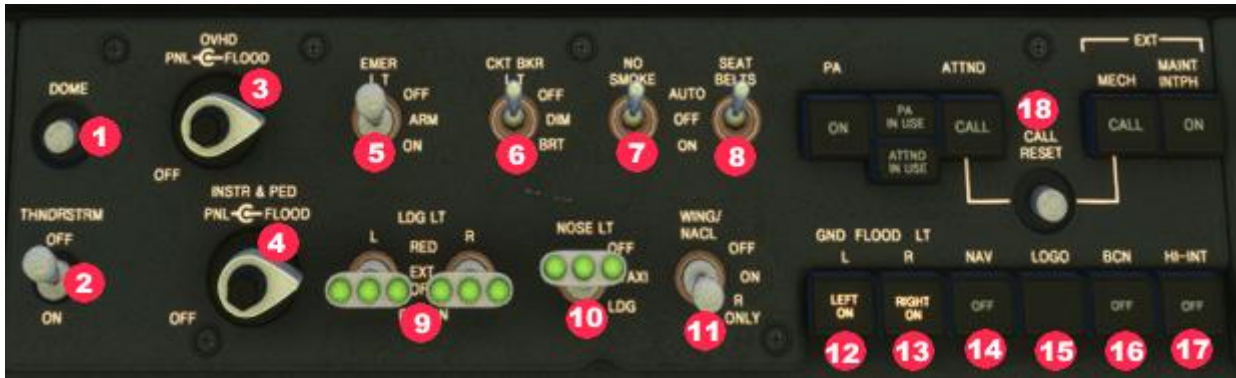 DOME
1
THNDRSTRM
OFF
2
ON
OVHD
PNL FLOOD
3
OFF
INSTR & PED
PNL FLOOD
4
OFF
EMER
LT
OFF
ARM
5
ON
CKT BKR
LT
OFF
DIM
6
BRT
NO
SMOKE
7
AUTO
OFF
ON
SEAT
BELTS
8
LDG LT
L R
EXT
9
NOSE LT
OFF
10
LDG
WING/
NACL
OFF
ON
R
ONLY
11
PA
ON
PA
IN USE
ATTND
IN USE
ATTND
CALL
18
CALL
RESET
EXT
MECH
CALL
MAINT
INTPH
ON
GND FLOOD LT
L R NAV LOGO BCN HI-INT
LEFT
ON
RIGHT
ON
OFF
OFF
OFF
12 13 14 15 16 17